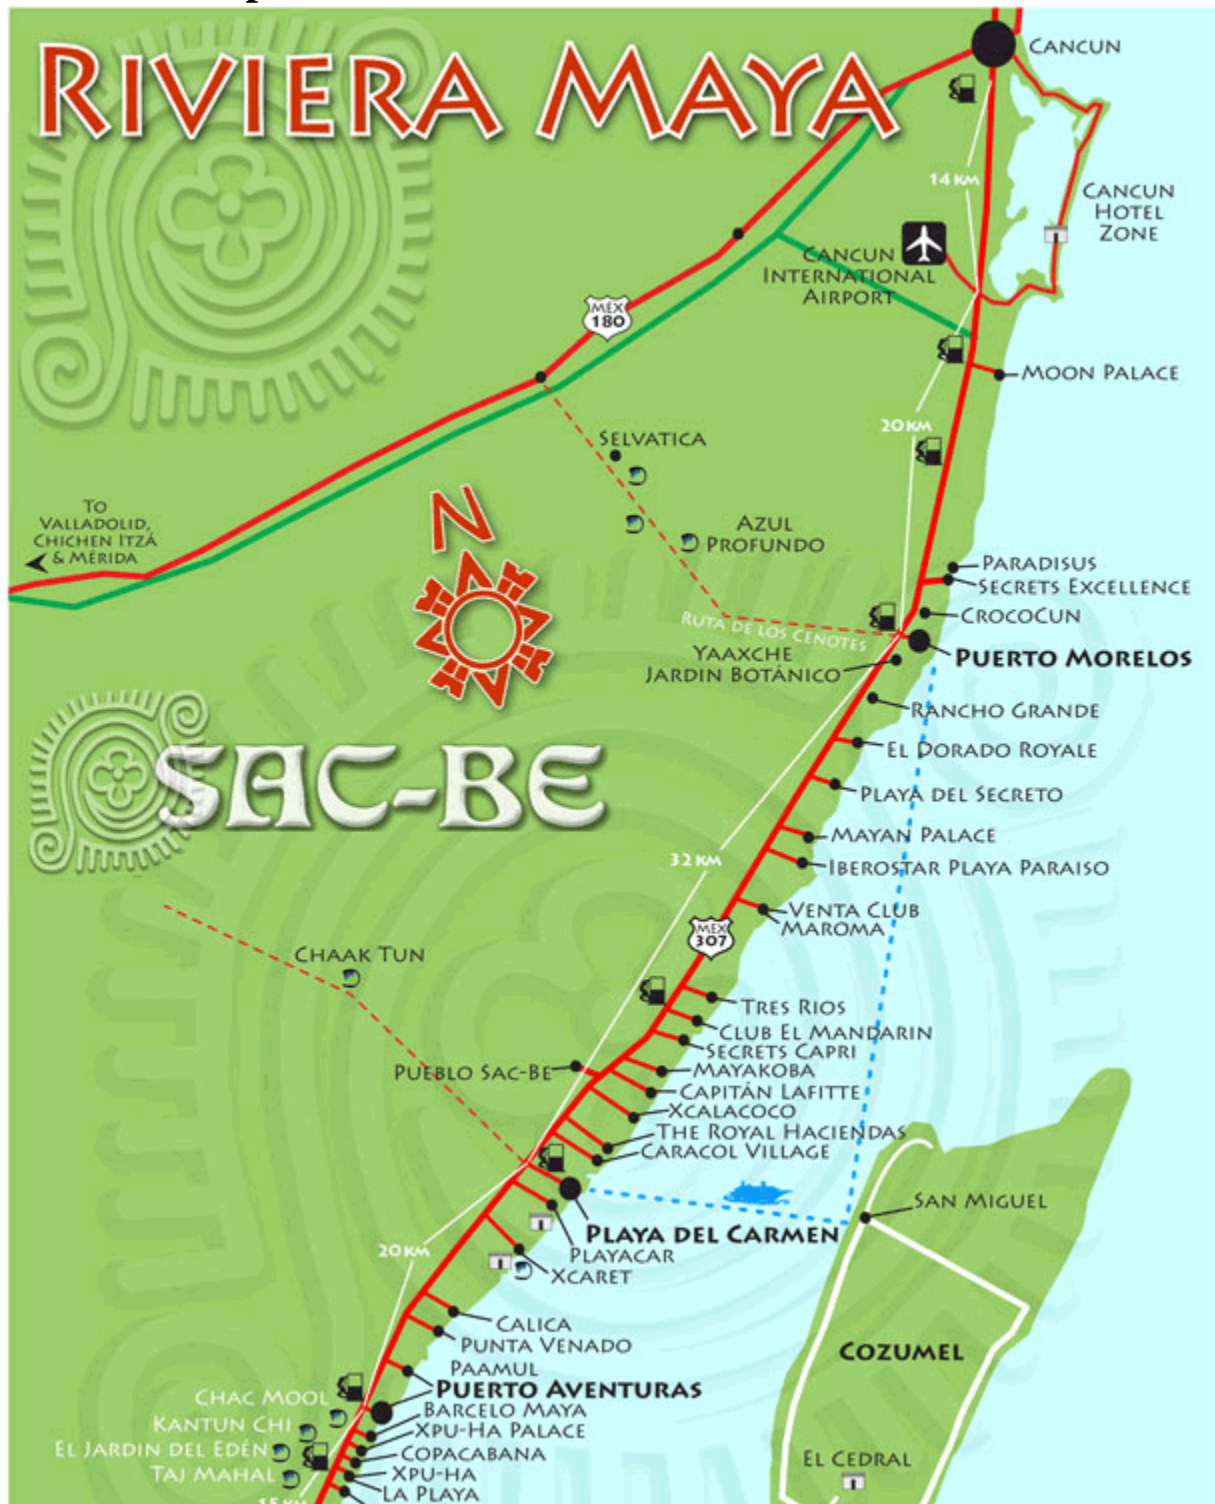 RIVIERA MAYA
CANCUN
14 KM
CANCUN
HOTEL
ZONE
CANCUN
INTERNATIONAL
AIRPORT
MEX
180
MOON PALACE
20 KM
SELVATICA
N
TO
VALLADOLID,
CHICHEN ITZÁ
& MÉRIDA
AZUL
PROFUNDO
PARADISUS
SECRETS EXCELLENCE
CROCOCUN
RUTA DE LOS CENOTES
PUERTO MORELOS
YAAXCHE
JARDIN BOTÁNICO
RANCHO GRANDE
EL DORADO ROYALE
SAC-BE
PLAYA DEL SECRETO
MAYAN PALACE
32 KM
IBEROSTAR PLAYA PARAISO
VENTA CLUB
MAROMA
MEX
307
CHAAK TUN
TRES RIOS
CLUB EL MANDARIN
SECRETS CAPRI
PUEBLO SAC-BE
MAYAKOBA
CAPITÁN LAFITTE
XCALACOCO
THE ROYAL HACIENDAS
CARACOL VILLAGE
SAN MIGUEL
PLAYA DEL CARMEN
20 KM
PLAYACAR
XCARET
CALICA
PUNTA VENADO
COZUMEL
PAAMUL
PUERTO AVENTURAS
CHAC MOOL
BARCELO MAYA
KANTUN CHI
XPU-HA PALACE
EL JARDIN DEL EDÉN
COPACABANA
EL CEDRAL
TAJ MAHAL
XPU-HA
LA PLAYA
15 KM